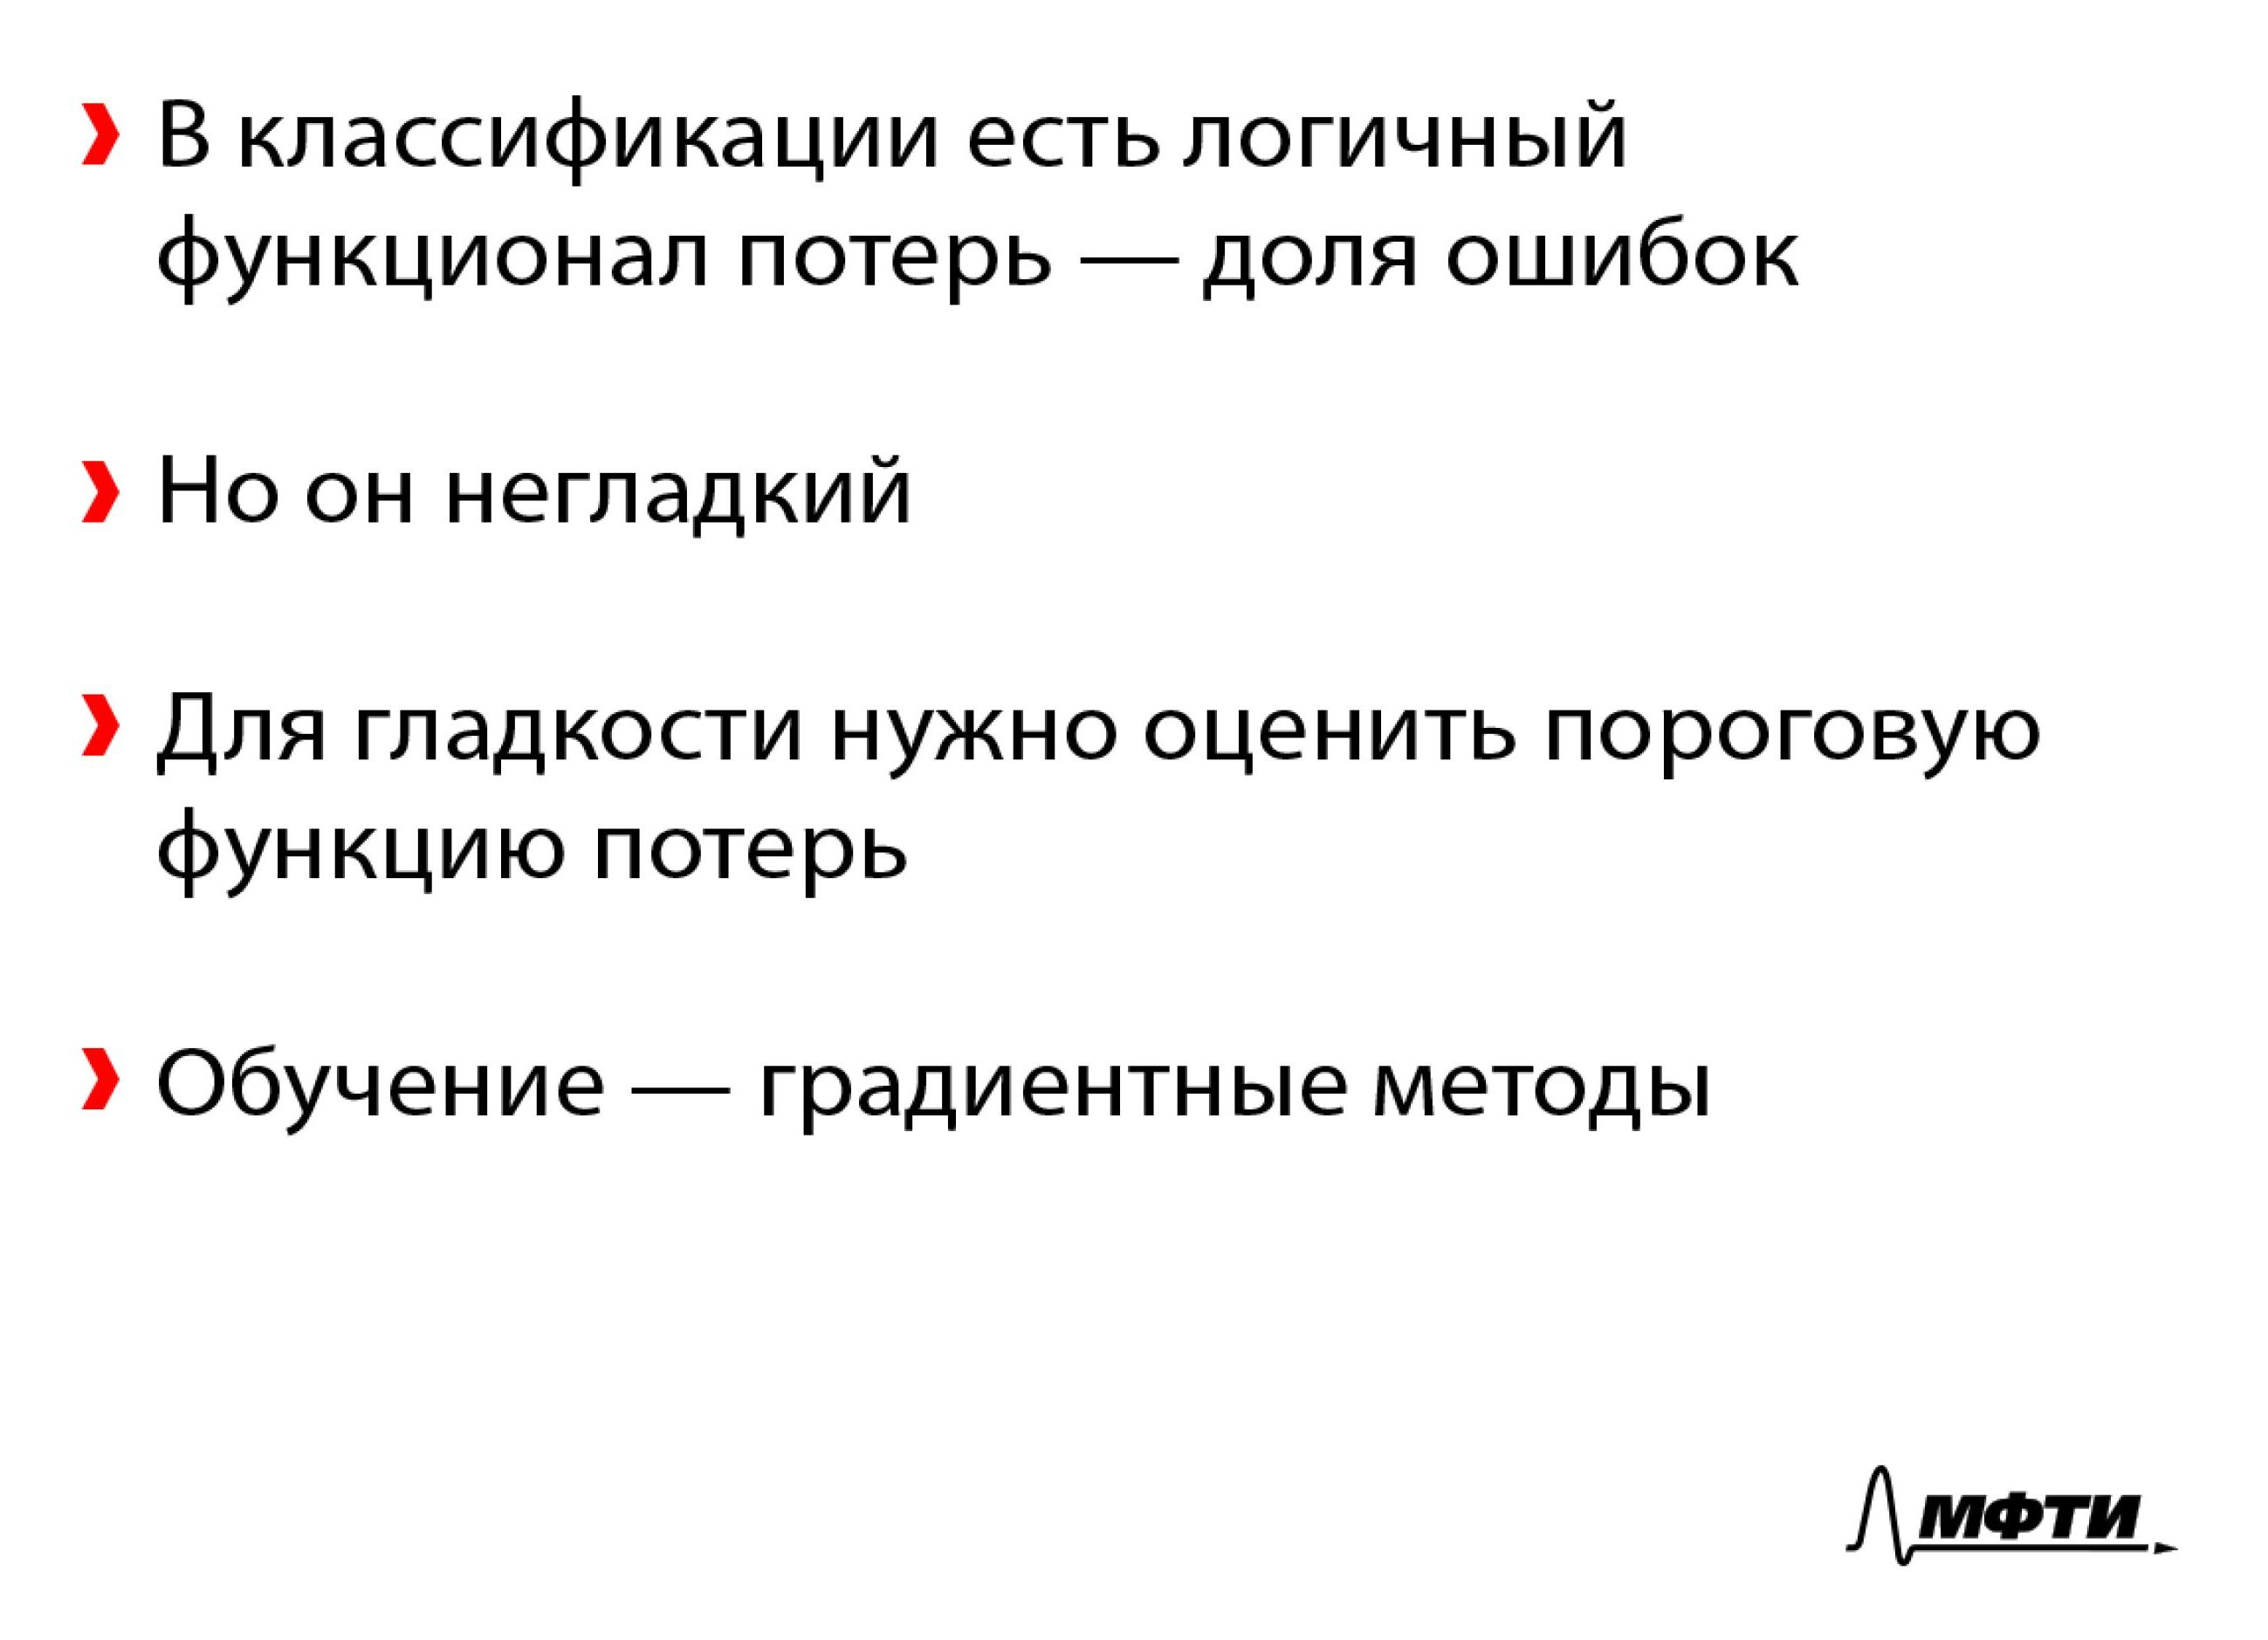 В классификации есть логичный
функционал потерь — доля ошибок
Но он негладкий
Для гладкости нужно оценить пороговую
функцию потерь
Обучение — градиентные методы
МФТИ